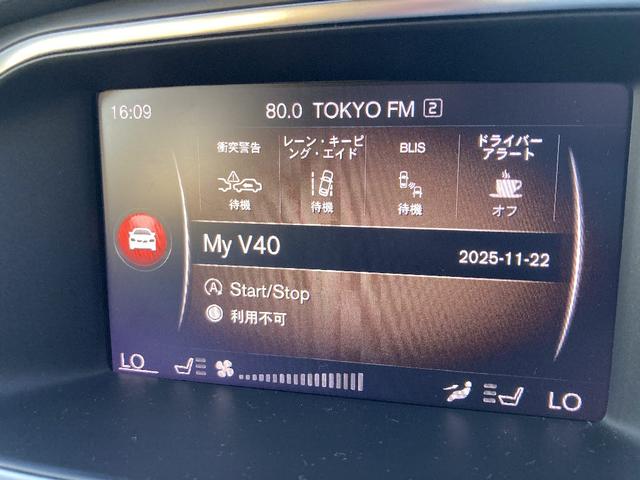 16:09
80.0 TOKYO FM 2
衝突警告
待機
レーン・キーピ
ング・エイド
待機
BLIS
待機
ドライバー
アラート
オフ
My V40
2025-11-22
A Start/Stop
利用不可
LO
LO